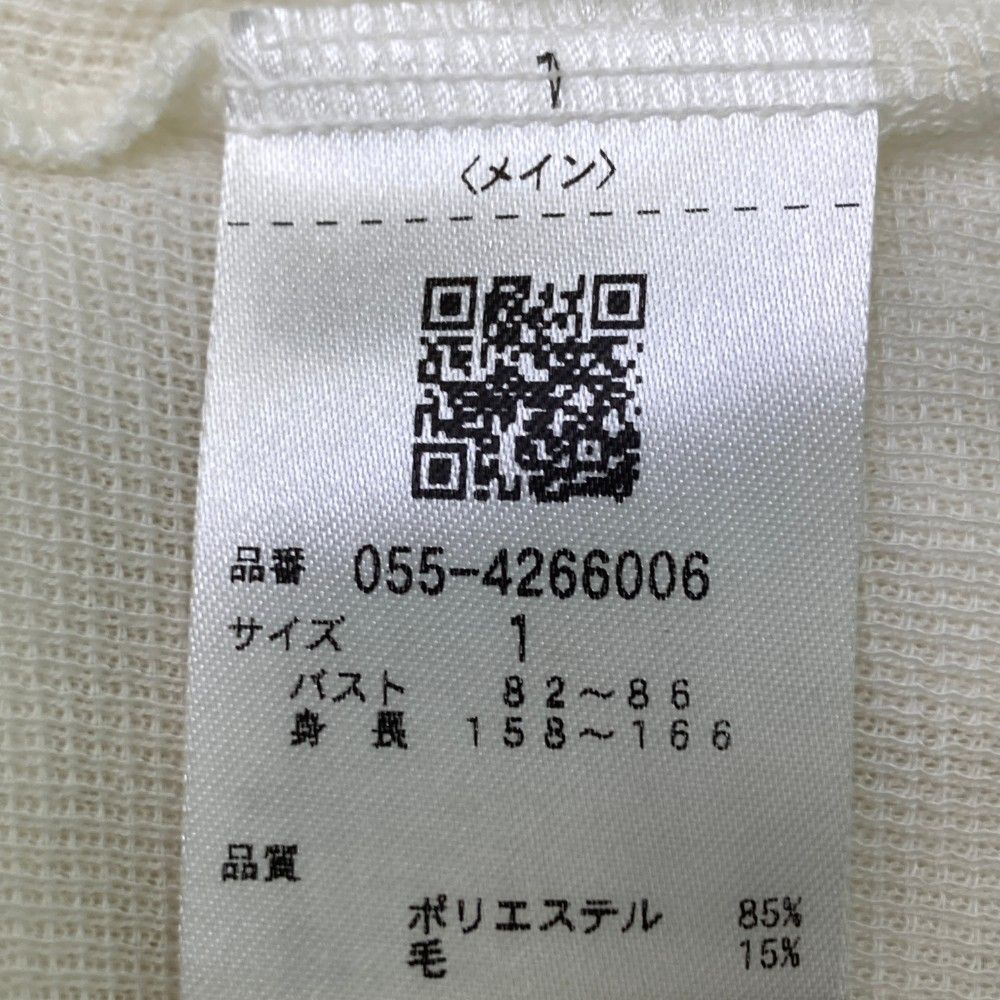 〈メイン〉
品番 055-4266006
サイズ 1
バスト 82～86
身長 158～166
品質
ポリエステル 85%
毛 15%